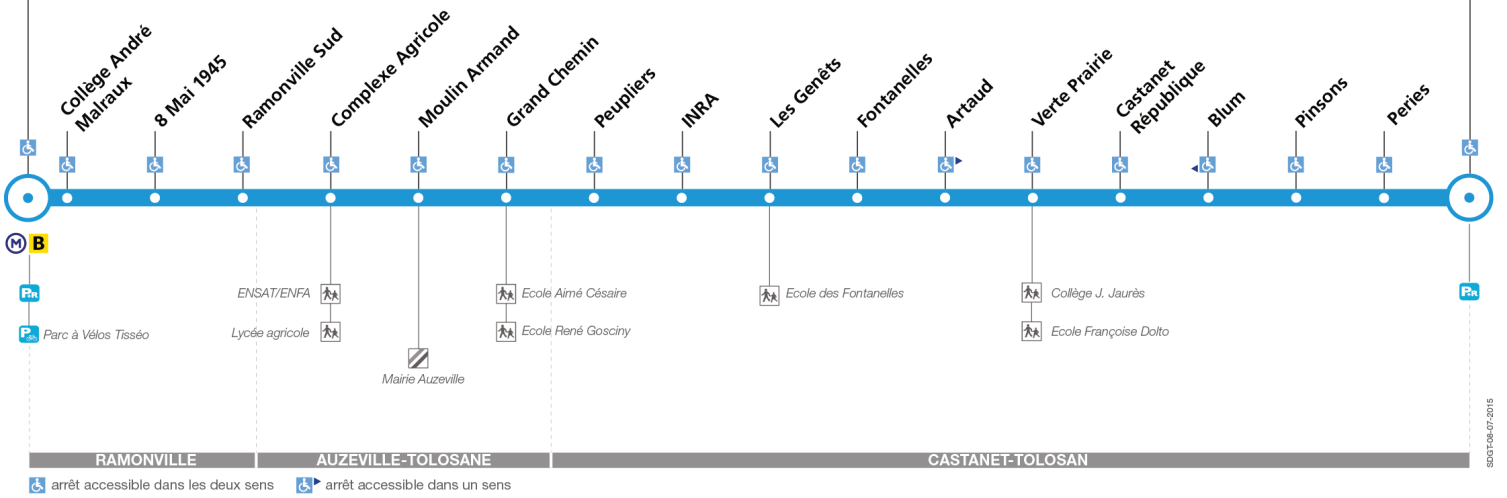 Collège André
Malraux
8 Mai 1945
Ramonville Sud
Complexe Agricole
Moulin Armand
Grand Chemin
Peupliers
INRA
Les Genêts
Fontanelles
Artaud
Verte Prairie
Castanet
République
Blum
Pinsons
Peries
M B
P+R
P
Parc à Vélos Tisséo
ENSAT/ENFA
Lycée agricole
Mairie Auzeville
Ecole Aimé Césaire
Ecole René Gosciny
Ecole des Fontanelles
Collège J. Jaurès
Ecole Françoise Dolto
P+R
SDGT-08-07-2015
RAMONVILLE
AUZEVILLE-TOLOSANE
CASTANET-TOLOSAN
arrêt accessible dans les deux sens
arrêt accessible dans un sens